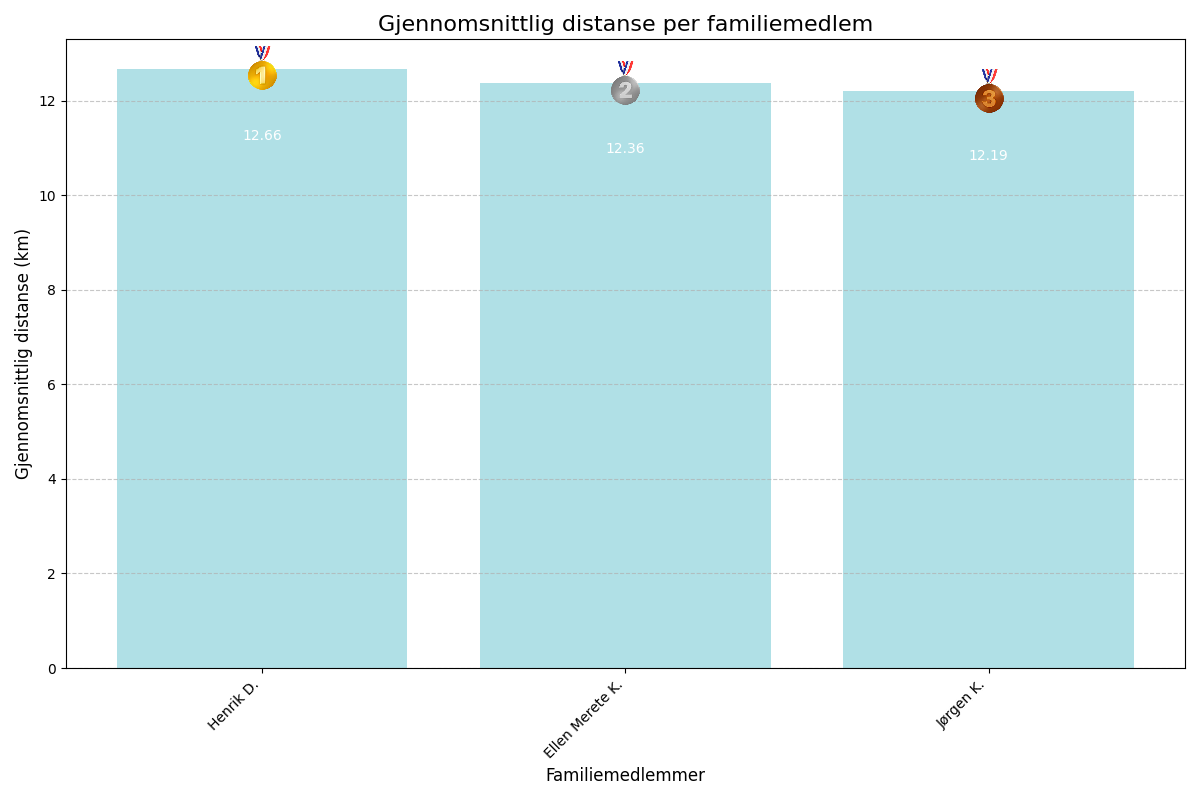 Gjennomsnittlig distanse per familiemedlem
Gjennomsnittlig distanse (km)
12
10
8
6
4
2
0
1
2
3
12.66
12.36
12.19
Henrik D.
Ellen Merete K.
Jørgen K.
Familiemedlemmer